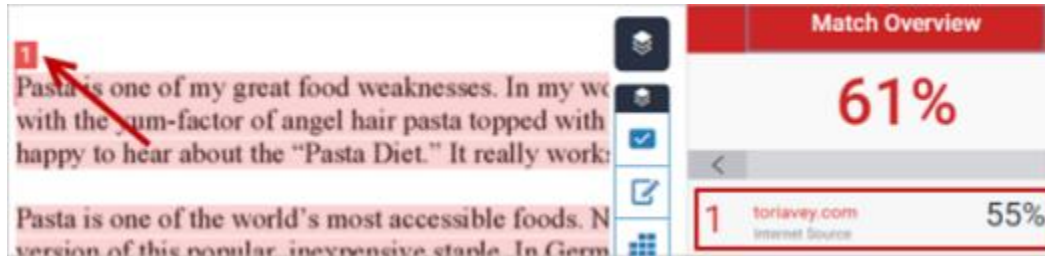 1
Pasta is one of my great food weaknesses. In my
with the yum-factor of angel hair pasta topped with
happy to hear about the “Pasta Diet.” It really works
Pasta is one of the world’s most accessible foods. N
version of this popular, inexpensive staple. In Germ
Match Overview
61%
1 toriavey.com 55%
Internet Source